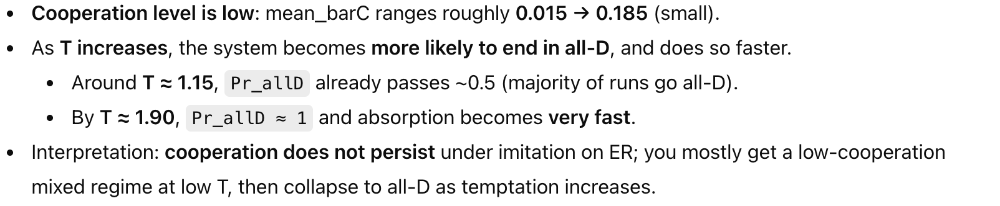 • Cooperation level is low: mean_barC ranges roughly 0.015 → 0.185 (small).
• As T increases, the system becomes more likely to end in all-D, and does so faster.
• Around T ≈ 1.15, Pr_allD already passes ~0.5 (majority of runs go all-D).
• By T ≈ 1.90, Pr_allD ≈ 1 and absorption becomes very fast.
• Interpretation: cooperation does not persist under imitation on ER; you mostly get a low-cooperation
mixed regime at low T, then collapse to all-D as temptation increases.